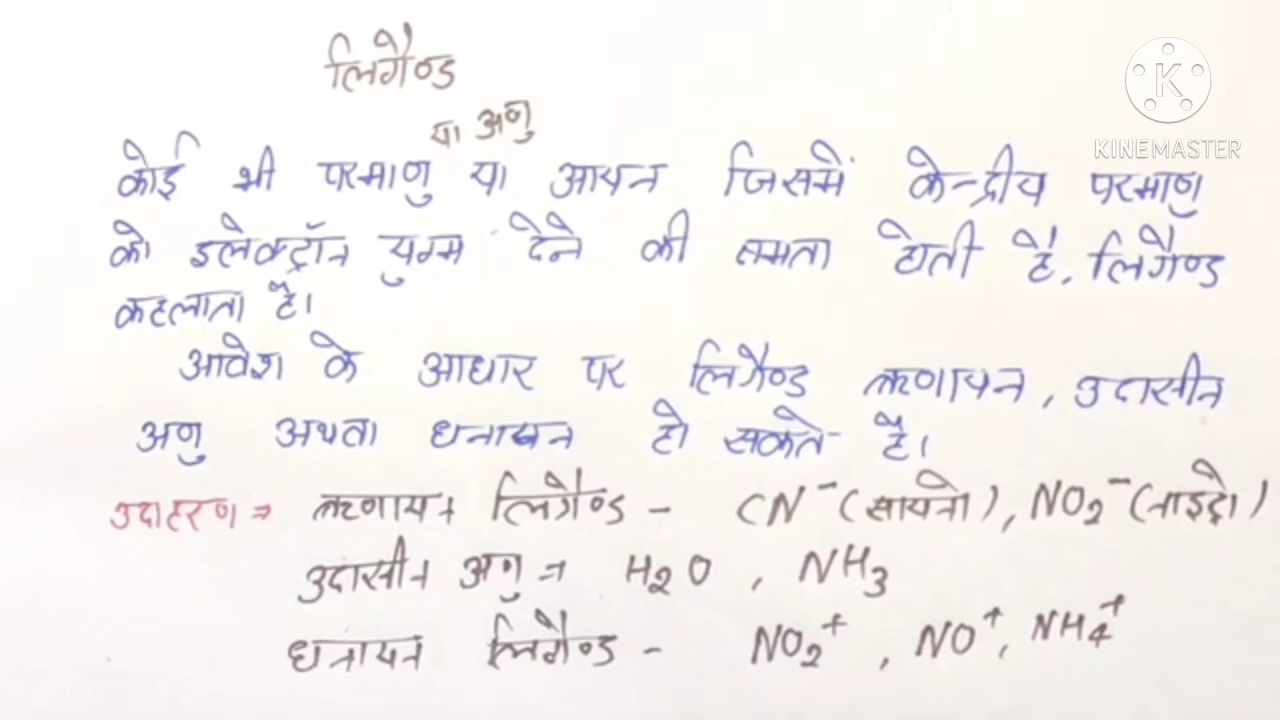 लिगैण्ड
या अणु
कोई भी परमाणु या आयन जिसमें केन्द्रीय परमाणु
को इलेक्ट्रॉन युग्म देने की क्षमता होती है, लिगैण्ड
कहलाता है।
आवेश के आधार पर लिगैण्ड ऋणायन, उदासीन
अणु अथवा धनायन हो सकते है।
उदाहरण ⇒ ऋणायन लिगैण्ड - CN⁻ (सायनो), NO₂⁻ (नाइट्रो)
उदासीन अणु ⇒ H₂O , NH₃
धनायन लिगैण्ड - NO₂⁺ , NO⁺, NH₄⁺
K
KINEMASTER